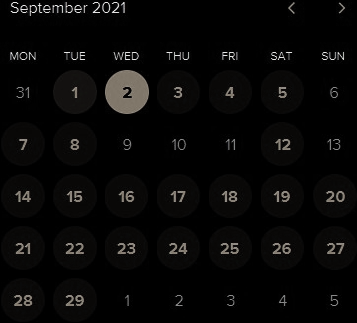 September 2021
MON TUE WED THU FRI SAT SUN
31 1 2 3 4 5 6
7 8 9 10 11 12 13
14 15 16 17 18 19 20
21 22 23 24 25 26 27
28 29 1 2 3 4 5